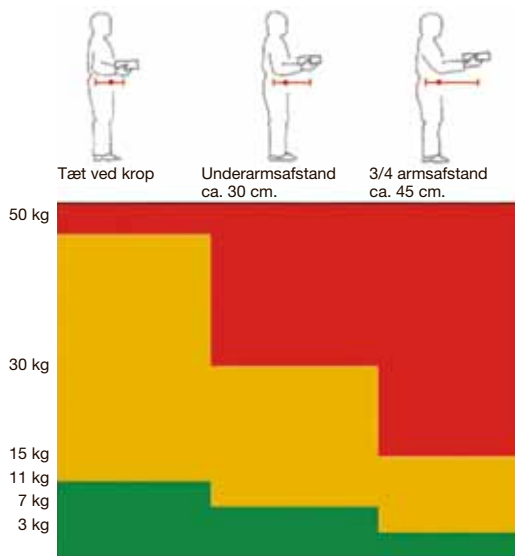 Tæt ved krop
Underarmsafstand
ca. 30 cm.
3/4 armsafstand
ca. 45 cm.
50 kg
30 kg
15 kg
11 kg
7 kg
3 kg